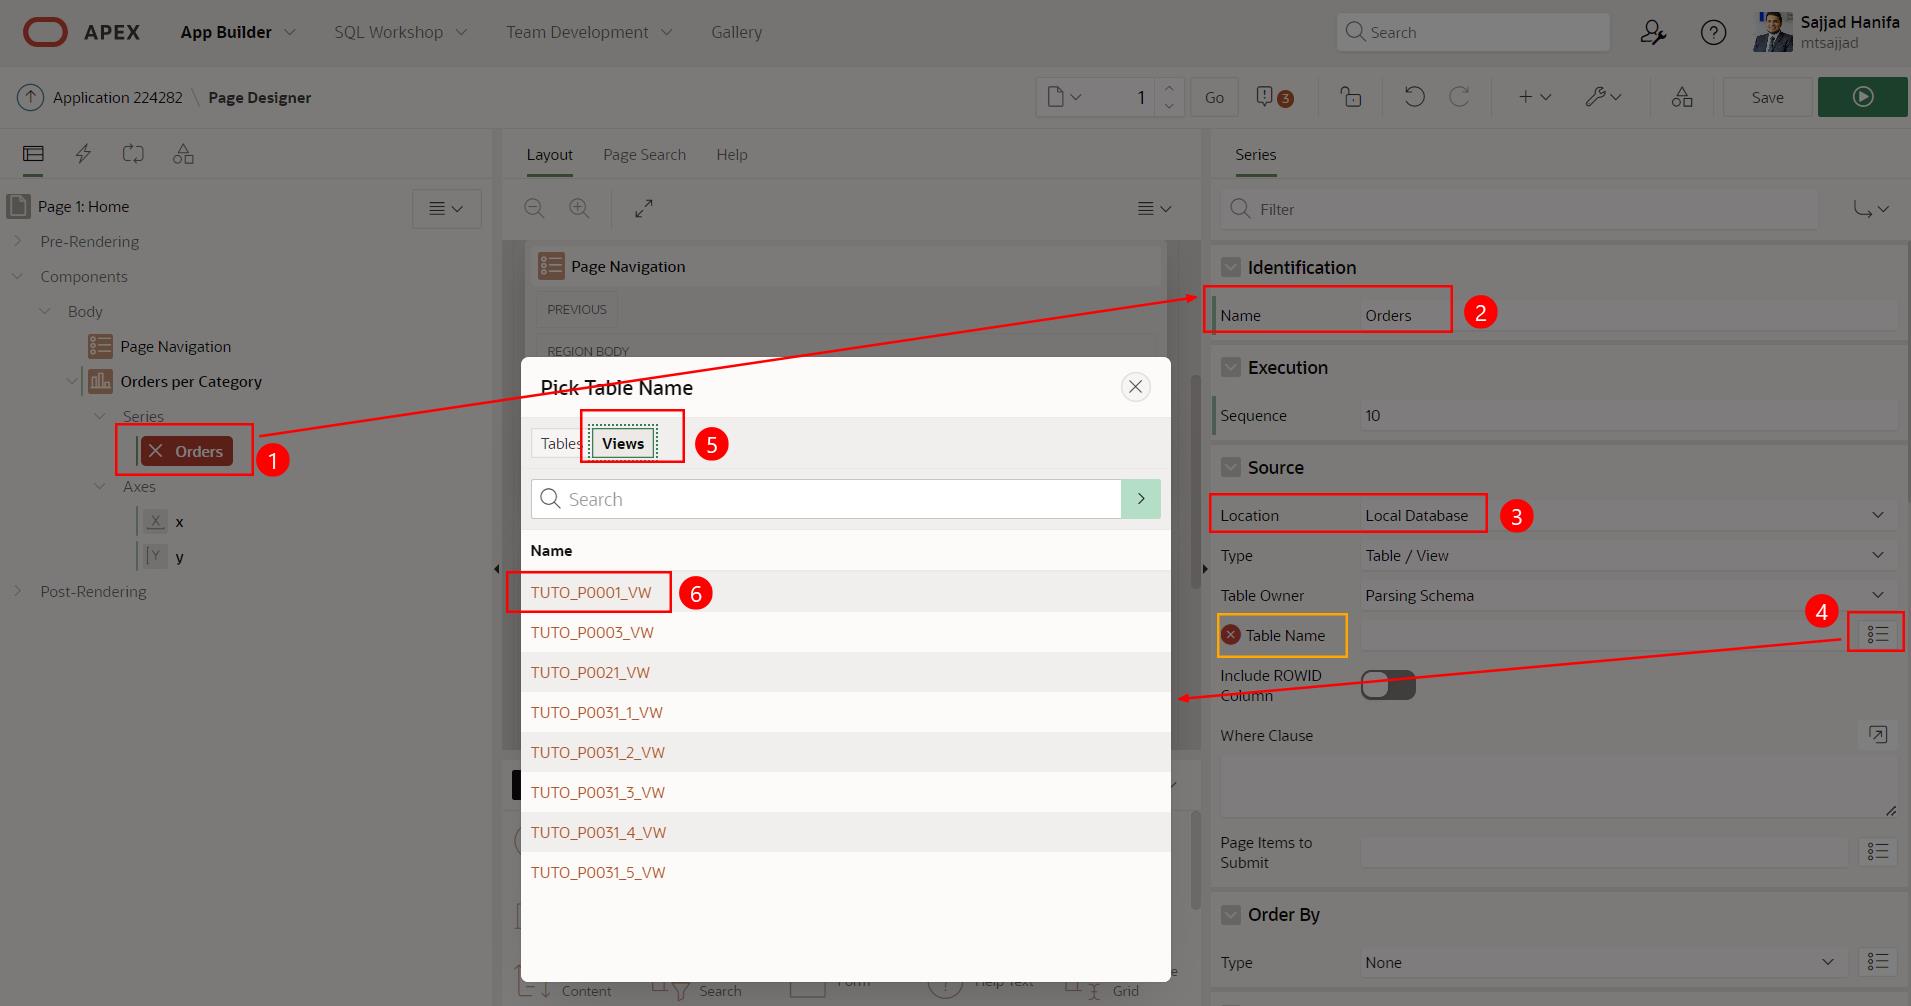 APEX App Builder SQL Workshop Team Development Gallery Search Sajjad Hanifa
mtsajjad
Application 224282 \ Page Designer 1 Go 3 Save
Layout Page Search Help Series
Page 1: Home
Filter
Pre-Rendering
Components
Body
Page Navigation
Orders per Category
Series
Orders
1
Axes
x
y
Post-Rendering
Page Navigation
PREVIOUS
REGION BODY
Pick Table Name
Tables Views 5
Search
Name
TUTO_P0001_VW 6
TUTO_P0003_VW
TUTO_P0021_VW
TUTO_P0031_1_VW
TUTO_P0031_2_VW
TUTO_P0031_3_VW
TUTO_P0031_4_VW
TUTO_P0031_5_VW
Content Search Form Help Text Grid
Identification
Name Orders 2
Execution
Sequence 10
Source
Location Local Database 3
Type Table / View
Table Owner Parsing Schema
4
Table Name
Include ROWID
Column
Where Clause
Page Items to
Submit
Order By
Type None